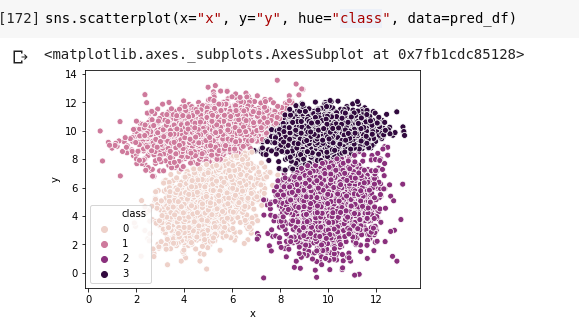 [172] sns.scatterplot(x="x", y="y", hue="class", data=pred_df)
<matplotlib.axes._subplots.AxesSubplot at 0x7fb1cdc85128>
14
12
10
8
6
4
2
0
y
class
0
1
2
3
0 2 4 6 8 10 12
x